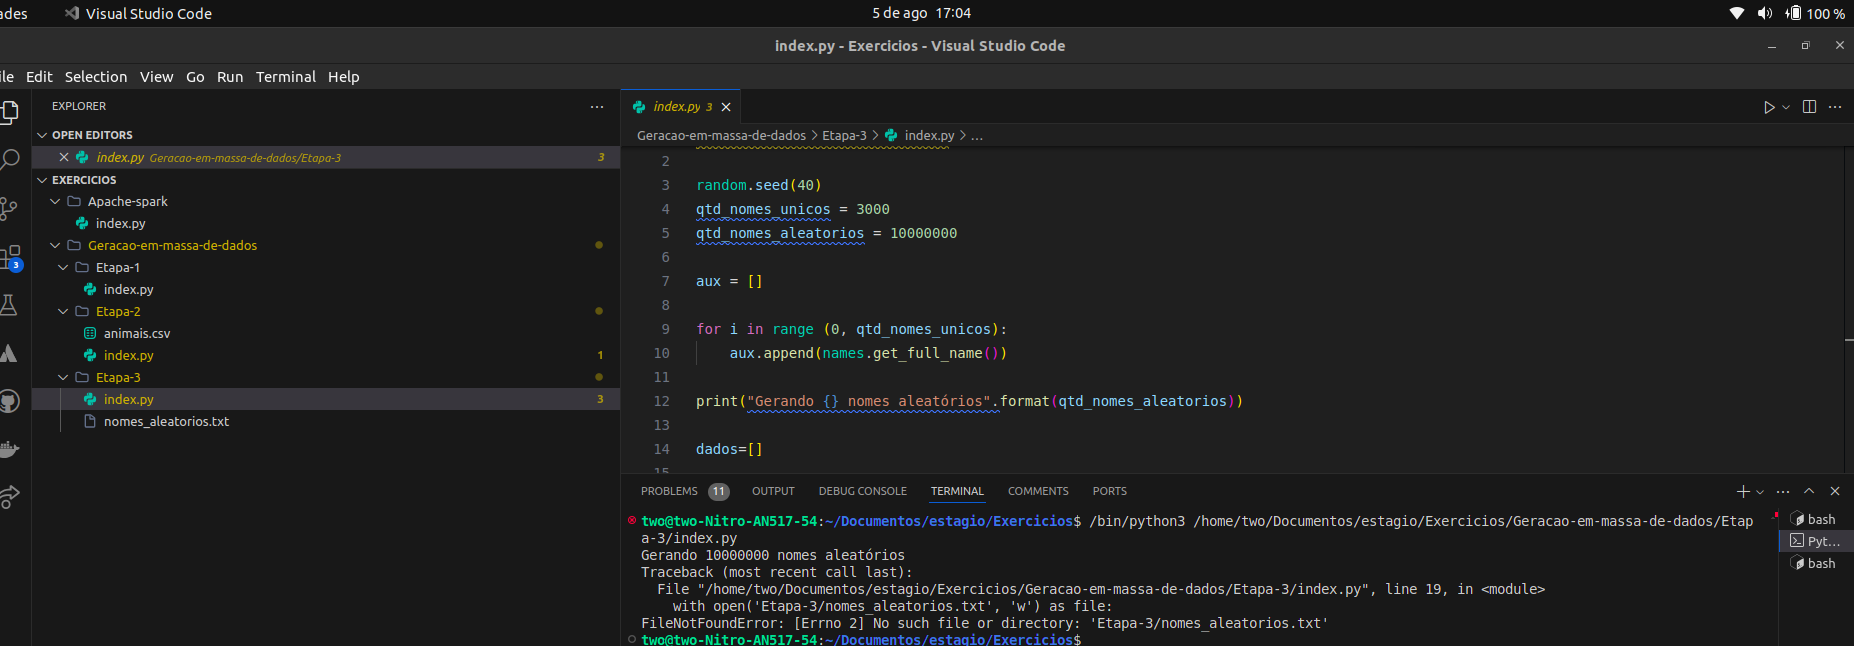 ades Visual Studio Code 5 de ago 17:04 100 %
index.py - Exercicios - Visual Studio Code
ile Edit Selection View Go Run Terminal Help
EXPLORER ...
OPEN EDITORS
index.py Geracao-em-massa-de-dados/Etapa-3 3
EXERCICIOS
Apache-spark
index.py
Geracao-em-massa-de-dados
Etapa-1
index.py
Etapa-2
animais.csv
index.py 1
Etapa-3
index.py 3
nomes_aleatorios.txt
3
index.py 3
Geracao-em-massa-de-dados > Etapa-3 > index.py > ...
2
3 random.seed(40)
4 qtd_nomes_unicos = 3000
5 qtd_nomes_aleatorios = 10000000
6
7 aux = []
8
9 for i in range (0, qtd_nomes_unicos):
10 aux.append(names.get_full_name())
11
12 print("Gerando {} nomes aleatórios".format(qtd_nomes_aleatorios))
13
14 dados=[]
15
PROBLEMS 11 OUTPUT DEBUG CONSOLE TERMINAL COMMENTS PORTS
two@two-Nitro-AN517-54:~/Documentos/estagio/Exercicios$ /bin/python3 /home/two/Documentos/estagio/Exercicios/Geracao-em-massa-de-dados/Etap
a-3/index.py
Gerando 10000000 nomes aleatórios
Traceback (most recent call last):
File "/home/two/Documentos/estagio/Exercicios/Geracao-em-massa-de-dados/Etapa-3/index.py", line 19, in <module>
with open('Etapa-3/nomes_aleatorios.txt', 'w') as file:
FileNotFoundError: [Errno 2] No such file or directory: 'Etapa-3/nomes_aleatorios.txt'
two@two-Nitro-AN517-54:~/Documentos/estagio/Exercicios$
bash
Pyt...
bash